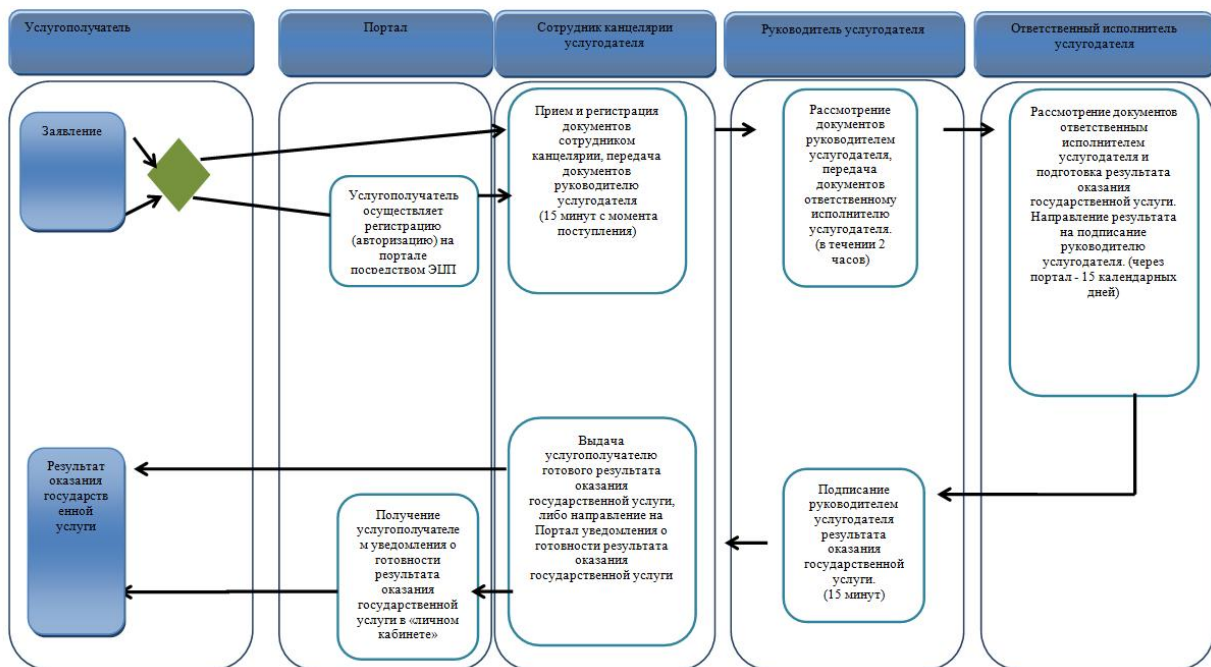 Услугополучатель
Портал
Сотрудник канцелярии
услугодателя
Руководитель услугодателя
Ответственный исполнитель
услугодателя
Заявление
Услугополучатель
осуществляет
регистрацию
(авторизацию) на
портале
посредством ЭЦП
Прием и регистрация
документов
сотрудником
канцелярии, передача
документов
руководителю
услугодателя
(15 минут с момента
поступления)
Рассмотрение
документов
руководителем
услугодателя,
передача
документов
ответственному
исполнителю
услугодателя.
(в течении 2
часов)
Рассмотрение документов
ответственным
исполнителем
услугодателя и
подготовка результата
оказания
государственной услуги.
Направление результата
на подписание
руководителю
услугодателя. (через
портал - 15 календарных
дней)
Результат
оказания
государств
енной
услуги
Получение
услугополучате
м уведомления о
готовности
результата
оказания
государственной
услуги в «личном
кабинете»
Выдача
услугополучателю
готового результата
оказания
государственной услуги,
либо направление на
Портал уведомления о
готовности результата
оказания
государственной услуги
Подписание
руководителем
услугодателя
результата
оказания
государственной
услуги.
(15 минут)